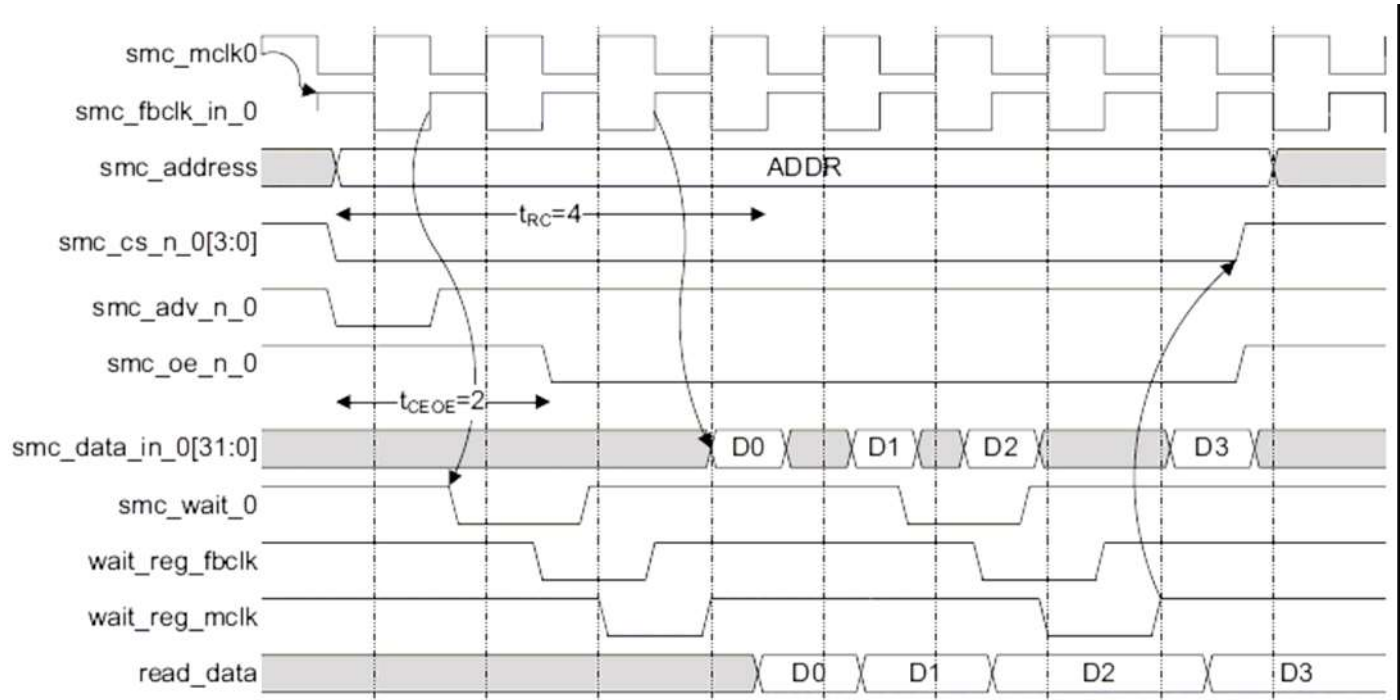 smc_mclk0
smc_fbclk_in_0
smc_address ADDR
tRC=4
smc_cs_n_0[3:0]
smc_adv_n_0
smc_oe_n_0
tCEOE=2
smc_data_in_0[31:0] D0 D1 D2 D3
smc_wait_0
wait_reg_fbclk
wait_reg_mclk
read_data D0 D1 D2 D3